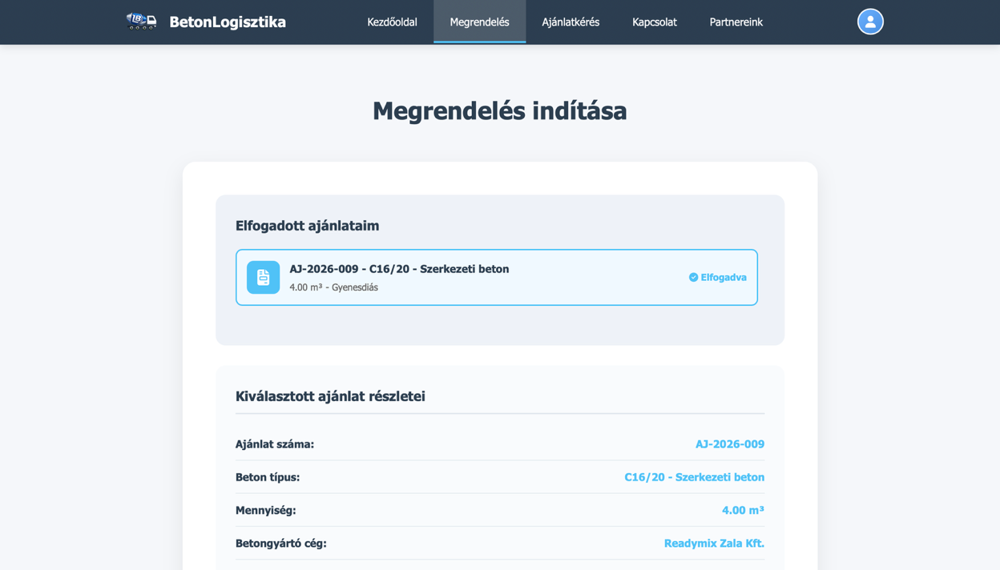 BetonLogisztika
Kezdőoldal
Megrendelés
Ajánlatkérés
Kapcsolat
Partnereink
Megrendelés indítása
Elfogadott ajánlataim
AJ-2026-009 - C16/20 - Szerkezeti beton
4.00 m³ - Gyenesdiás
Elfogadva
Kiválasztott ajánlat részletei
Ajánlat száma: AJ-2026-009
Beton típus: C16/20 - Szerkezeti beton
Mennyiség: 4.00 m³
Betongyártó cég: Readymix Zala Kft.